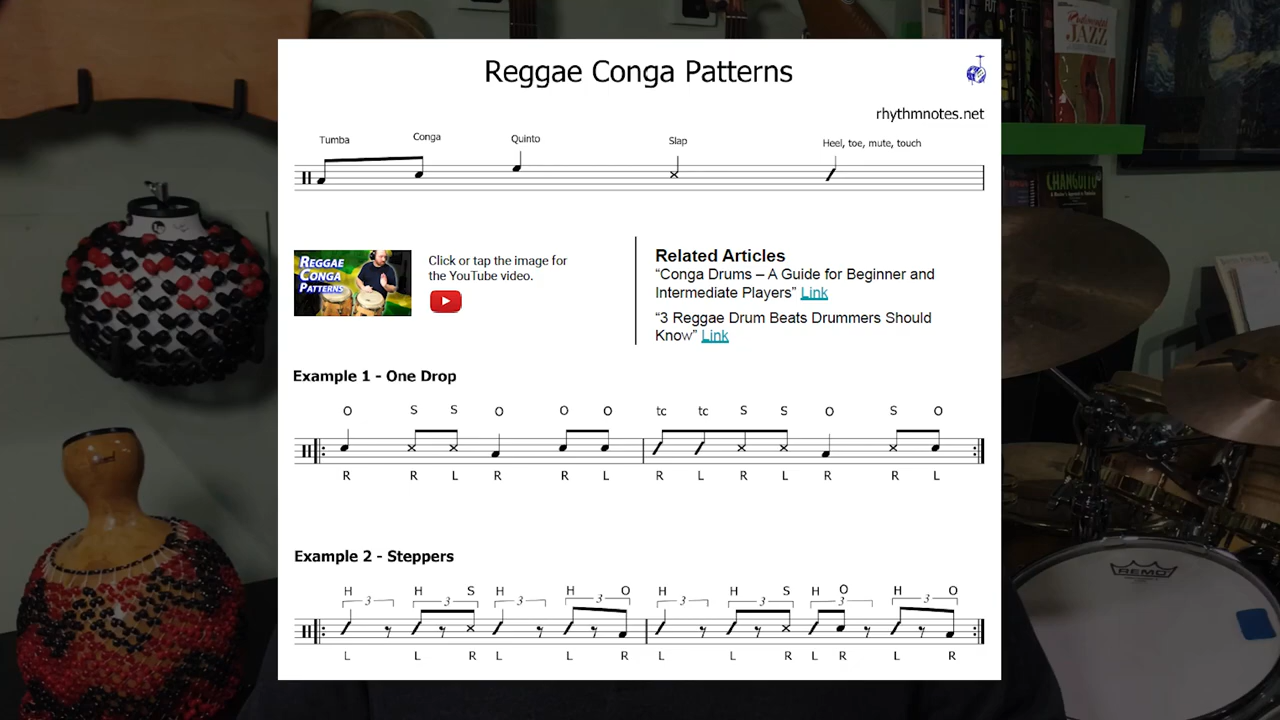 Reggae Conga Patterns
rhythmnotes.net
Tumba Conga Quinto Slap Heel, toe, mute, touch
REGGAE
CONGA
PATTERNS
Click or tap the image for
the YouTube video.
Related Articles
“Conga Drums – A Guide for Beginner and
Intermediate Players” Link
“3 Reggae Drum Beats Drummers Should
Know” Link
Example 1 - One Drop
O S S O O O tc tc S S O S O
R R L R R L R L R L R R L
Example 2 - Steppers
H H S H H O H H S H O H O
3 3 3 3 3 3 3 3
L L R L L R L L R L R L R
JAZZ
CHANGUITO
REMO